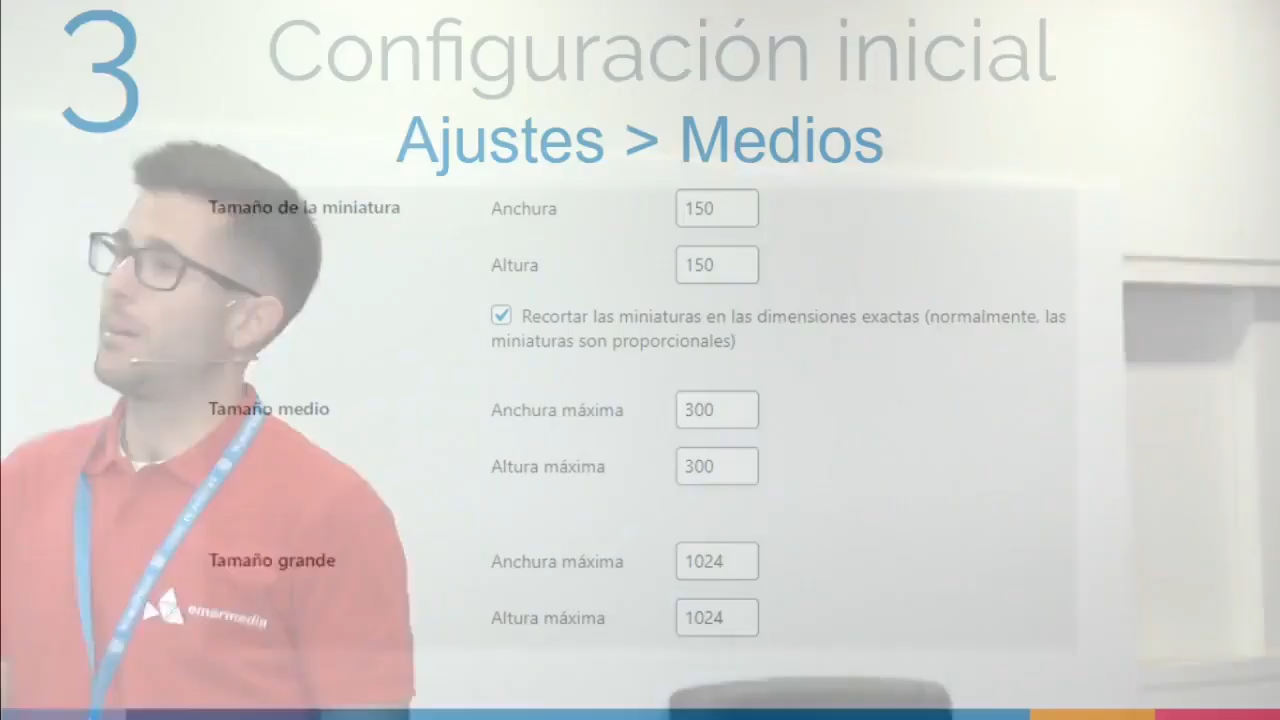 3 Configuración inicial
Ajustes > Medios
Tamaño de la miniatura Anchura 150
Altura 150
Recortar las miniaturas en las dimensiones exactas (normalmente, las
miniaturas son proporcionales)
Tamaño medio Anchura máxima 300
Altura máxima 300
Tamaño grande Anchura máxima 1024
Altura máxima 1024
emarimedia